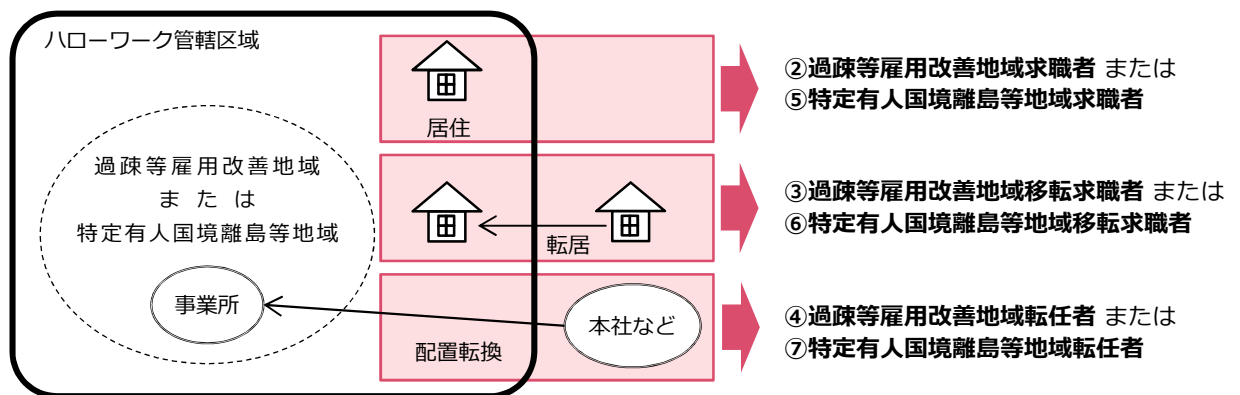 ハローワーク管轄区域
過疎等雇用改善地域
または
特定有人国境離島等地域
事業所
居住
転居
配置転換
本社など
②過疎等雇用改善地域求職者 または
⑤特定有人国境離島等地域求職者
③過疎等雇用改善地域移転求職者 または
⑥特定有人国境離島等地域移転求職者
④過疎等雇用改善地域転任者 または
⑦特定有人国境離島等地域転任者